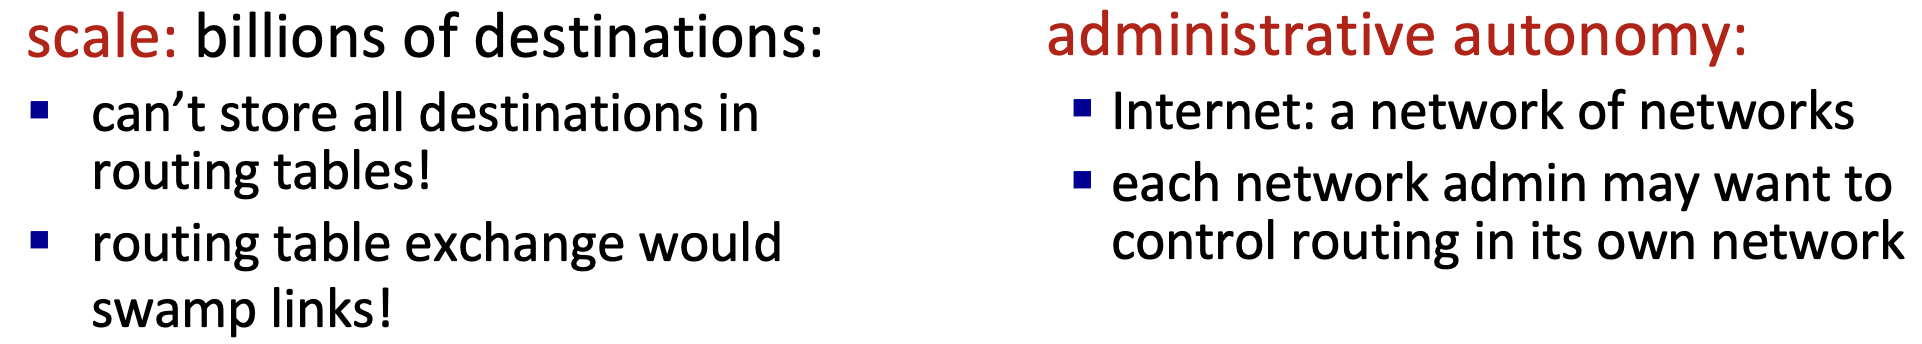 scale: billions of destinations:
▪ can’t store all destinations in
routing tables!
▪ routing table exchange would
swamp links!
administrative autonomy:
▪ Internet: a network of networks
▪ each network admin may want to
control routing in its own network